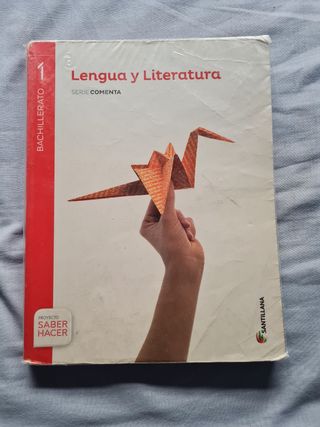 BACHILLERATO 1
Lengua y Literatura
SERIE COMENTA
PROYECTO
SABER
HACER
SANTILLANA